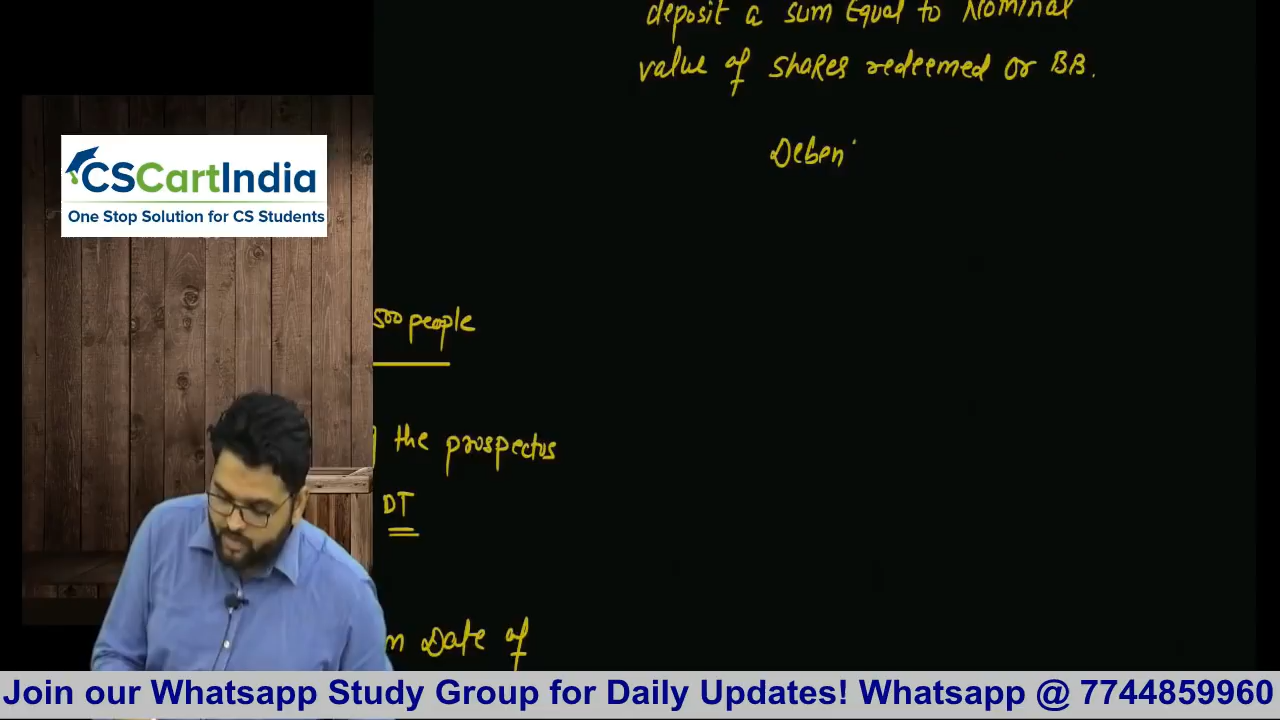 deposit a sum Equal to Nominal
value of shares redeemed or BB.
Deben
CSCartIndia
One Stop Solution for CS Students
500 people
the prospectus
DT
m Date of
Join our Whatsapp Study Group for Daily Updates! Whatsapp @ 7744859960